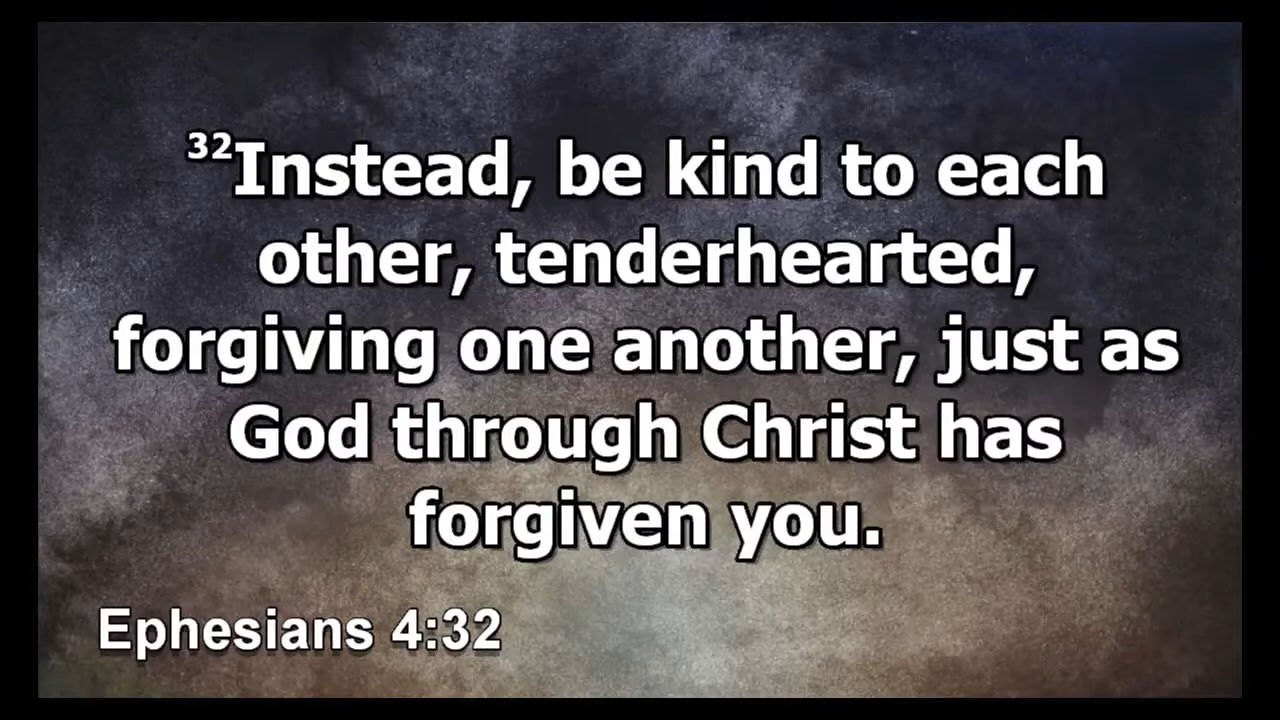 ³²Instead, be kind to each
other, tenderhearted,
forgiving one another, just as
God through Christ has
forgiven you.
Ephesians 4:32